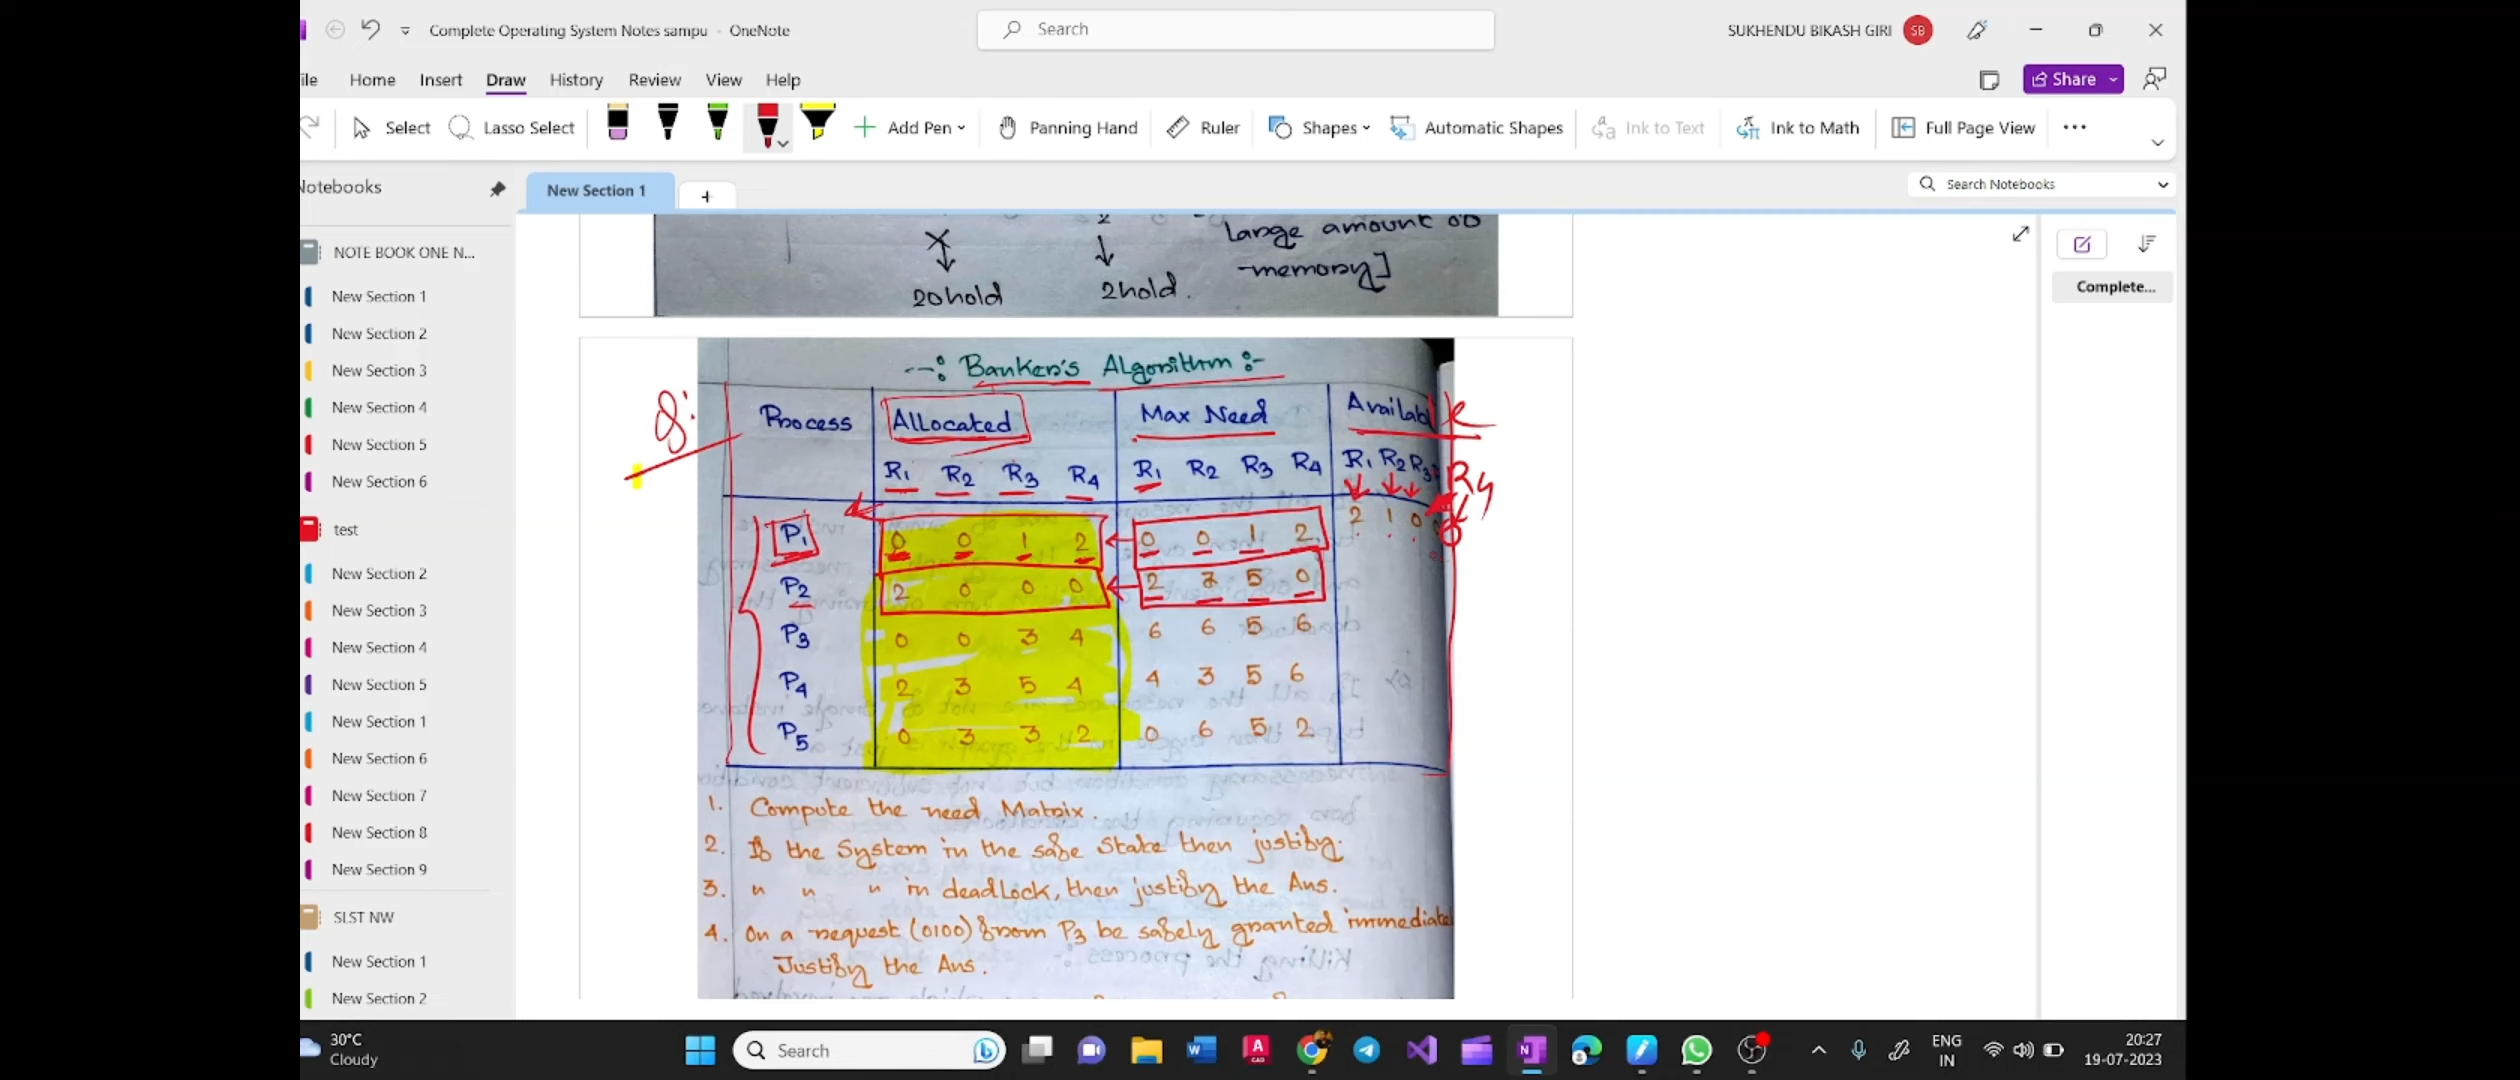 Complete Operating System Notes sampu - OneNote
Search
SUKHENDU BIKASH GIRI
SB
ile Home Insert Draw History Review View Help
Share
Select Lasso Select Add Pen Panning Hand Ruler Shapes Automatic Shapes Ink to Text Ink to Math Full Page View
Notebooks
New Section 1
Search Notebooks
NOTE BOOK ONE N...
New Section 1
New Section 2
New Section 3
New Section 4
New Section 5
New Section 6
test
New Section 2
New Section 3
New Section 4
New Section 5
New Section 1
New Section 6
New Section 7
New Section 8
New Section 9
SLST NW
New Section 1
New Section 2
Complete...
2
large amount ob
memory]
20hold 2hold.
Banker's Algorithm
Process Allocated Max Need Available
R1 R2 R3 R4 R1 R2 R3 R4 R1 R2 R3 R4
P1 0 0 1 2 0 0 1 2 2 1 0 0
P2 2 0 0 0 2 7 5 0
P3 0 0 3 4 6 6 5 6
P4 2 3 5 4 4 3 5 6
P5 0 3 3 2 0 6 5 2
1. Compute the need Matrix.
2. Is the System in the safe State then justify.
3. " " " in deadlock, then justify the Ans.
4. On a request (0100) from P3 be safely granted immediate
Justify the Ans.
30°C
Cloudy
Search
ENG
IN
20:27
19-07-2023